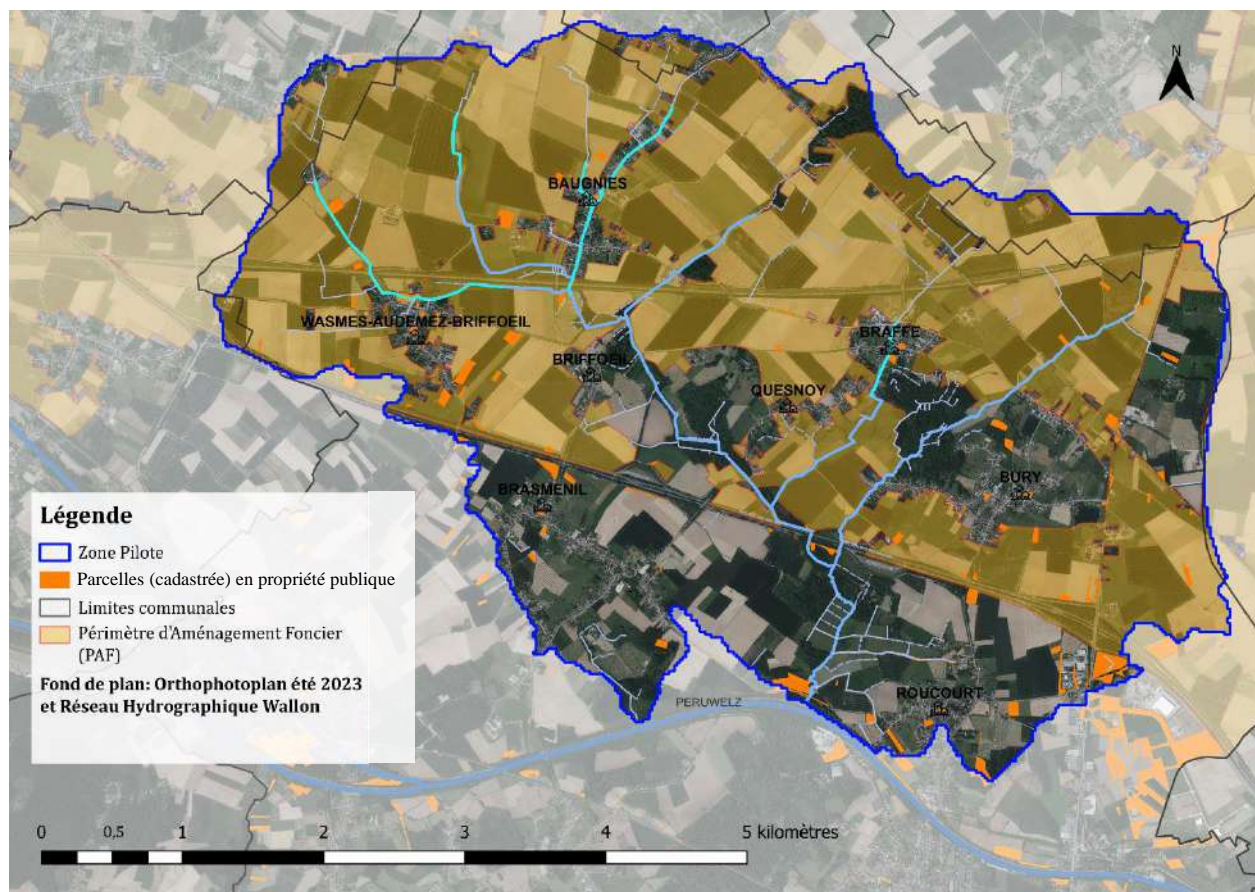 N
BAUGNIES
WASMES-AUDEMEZ-BRIFFOEIL
BRAFFE
BRIFFOEIL
QUESNOY
BRASMENIL
BURY
ROUCOURT
PERUWELZ
Légende
Zone Pilote
Parcelles (cadastrée) en propriété publique
Limites communales
Périmètre d'Aménagement Foncier
(PAF)
Fond de plan: Orthophotoplan été 2023
et Réseau Hydrographique Wallon
0 0,5 1 2 3 4 5 kilomètres